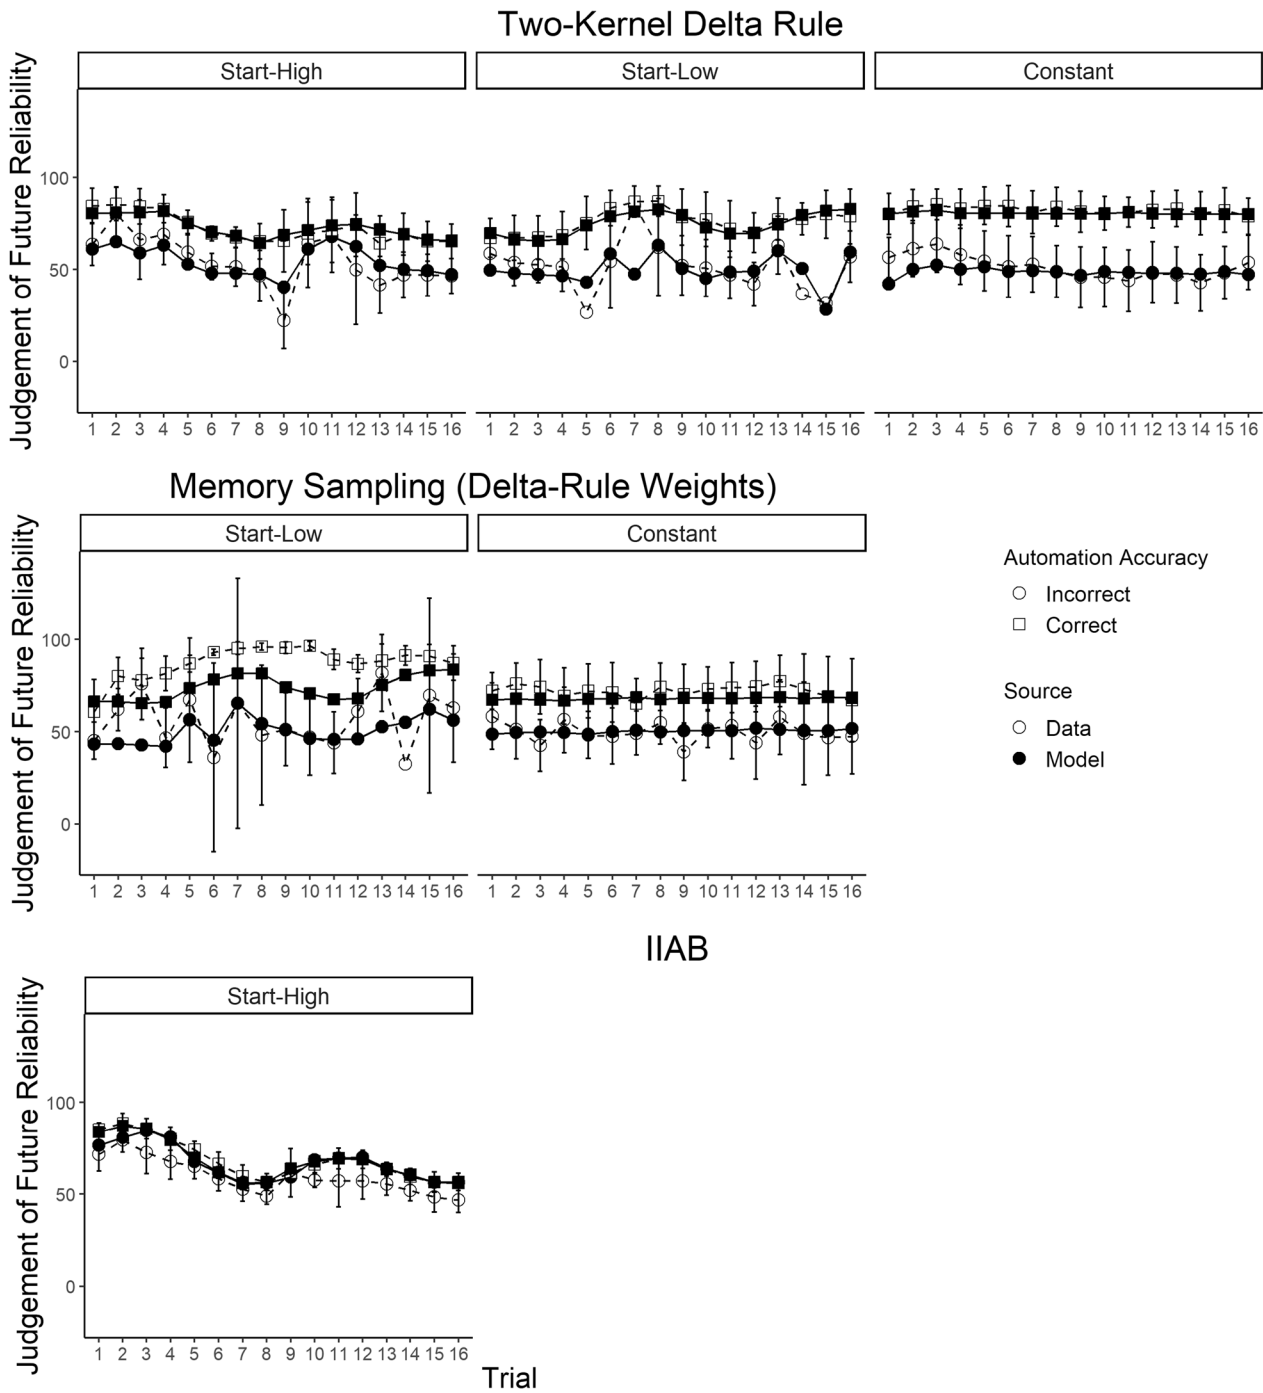 Two-Kernel Delta Rule
Start-High
Start-Low
Constant
Judgement of Future Reliability
100
50
0
1 2 3 4 5 6 7 8 9 10 11 12 13 14 15 16
1 2 3 4 5 6 7 8 9 10 11 12 13 14 15 16
1 2 3 4 5 6 7 8 9 10 11 12 13 14 15 16
Memory Sampling (Delta-Rule Weights)
Start-Low
Constant
Judgement of Future Reliability
100
50
0
1 2 3 4 5 6 7 8 9 10 11 12 13 14 15 16
1 2 3 4 5 6 7 8 9 10 11 12 13 14 15 16
Automation Accuracy
Incorrect
Correct
Source
Data
Model
IIAB
Start-High
Judgement of Future Reliability
100
50
0
1 2 3 4 5 6 7 8 9 10 11 12 13 14 15 16
Trial